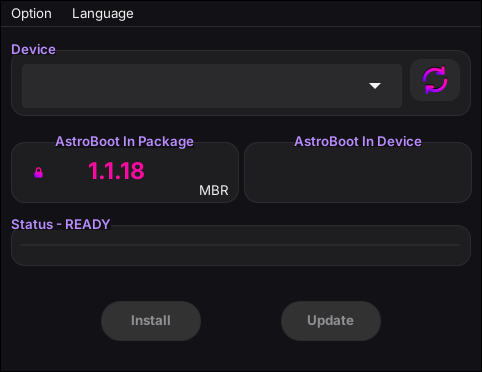 Option Language
Device
AstroBoot In Package AstroBoot In Device
1.1.18
MBR
Status - READY
Install Update